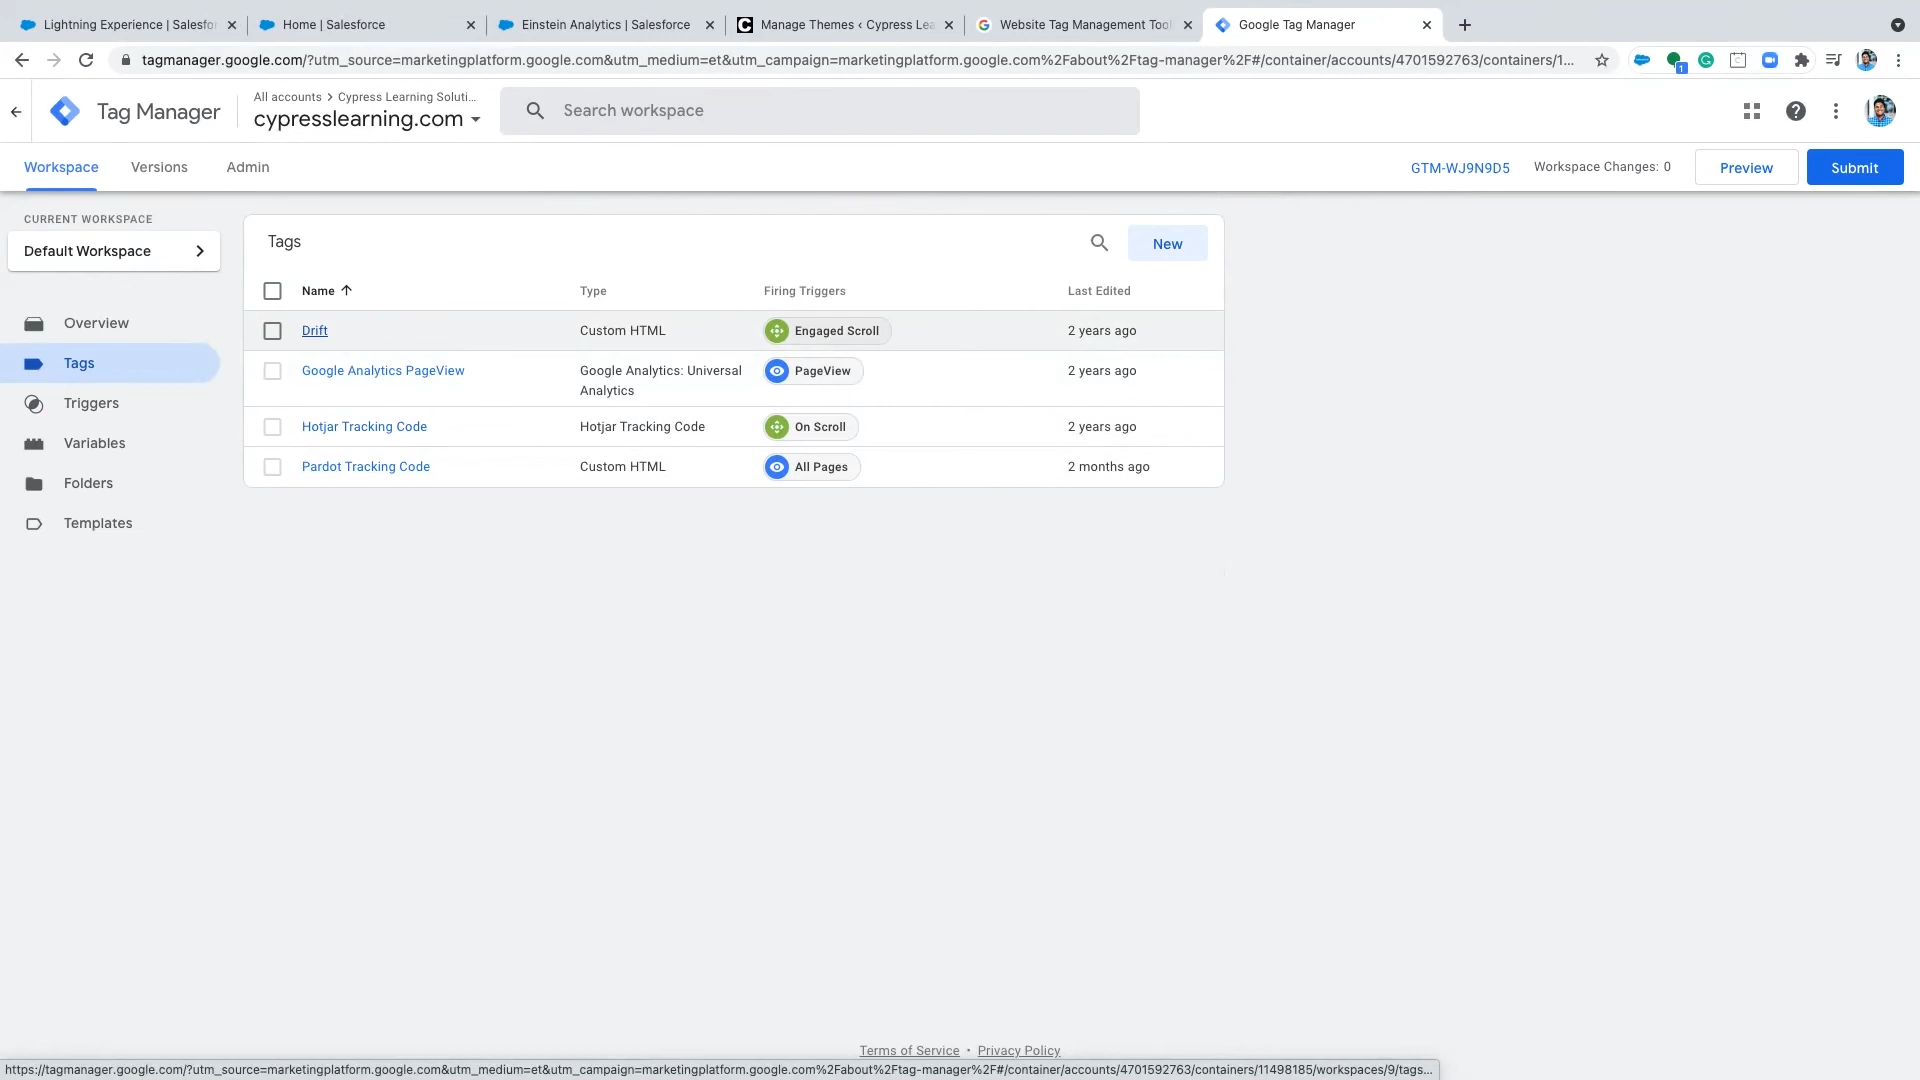 Lightning Experience | Salesfor
Home | Salesforce
Einstein Analytics | Salesforce
Manage Themes ‹ Cypress Lea
Website Tag Management Tool
Google Tag Manager
tagmanager.google.com/?utm_source=marketingplatform.google.com&utm_medium=et&utm_campaign=marketingplatform.google.com%2Fabout%2Ftag-manager%2F#/container/accounts/4701592763/containers/1...
1
Tag Manager
All accounts > Cypress Learning Soluti...
cypresslearning.com
Search workspace
Workspace
Versions
Admin
GTM-WJ9N9D5
Workspace Changes: 0
Preview
Submit
CURRENT WORKSPACE
Default Workspace
Overview
Tags
Triggers
Variables
Folders
Templates
Tags
New
Name
Type
Firing Triggers
Last Edited
Drift
Custom HTML
Engaged Scroll
2 years ago
Google Analytics PageView
Google Analytics: Universal
Analytics
PageView
2 years ago
Hotjar Tracking Code
Hotjar Tracking Code
On Scroll
2 years ago
Pardot Tracking Code
Custom HTML
All Pages
2 months ago
Terms of Service • Privacy Policy
https://tagmanager.google.com/?utm_source=marketingplatform.google.com&utm_medium=et&utm_campaign=marketingplatform.google.com%2Fabout%2Ftag-manager%2F#/container/accounts/4701592763/containers/11498185/workspaces/9/tags...